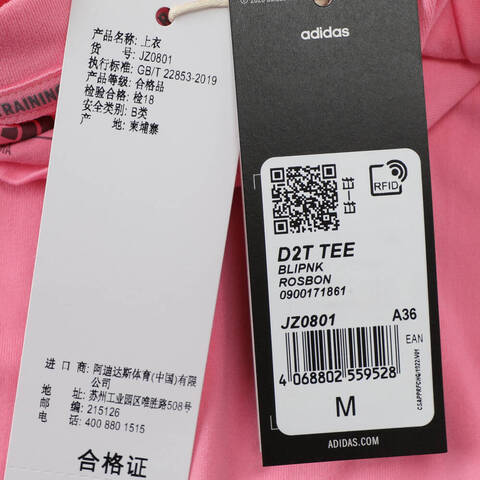 产品名称: 上衣
货 号: JZ0801
执行标准: GB/T 22853-2019
产品等级: 合格品
检验合格: 检18
安全类别: B类
产 地: 柬埔寨
进 口 商: 阿迪达斯体育(中国)有限
公司
地 址: 苏州工业园区唯胜路508号
邮 编: 215126
电 话: 400 880 1515
合格证
TRAINING
adidas
RFID
D2T TEE
BLIPNK
ROSBON
0900171861
JZ0801 A36
EAN
4 068802 559528
M
ADIDAS.COM